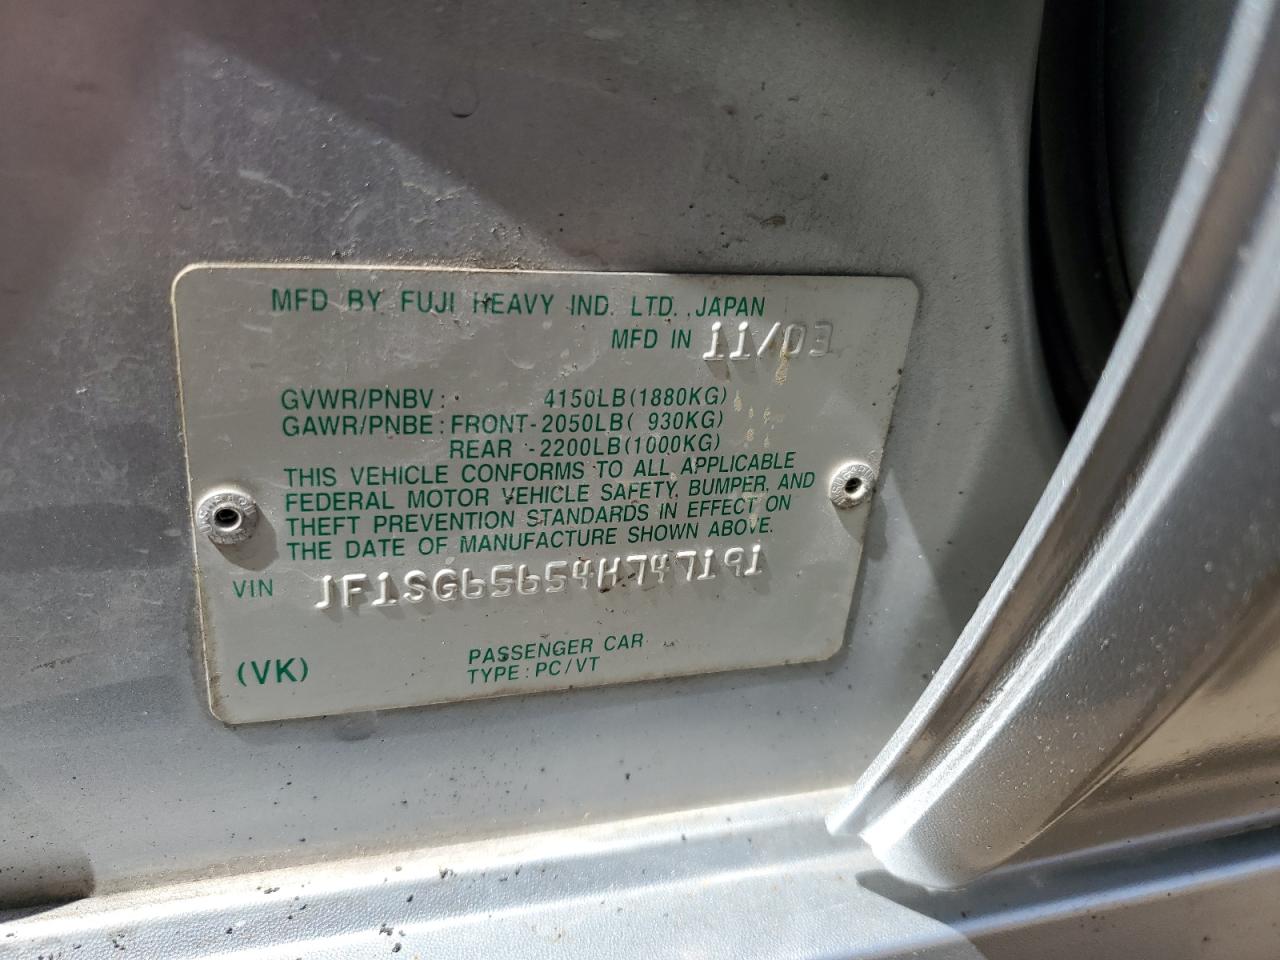 MFD BY FUJI HEAVY IND. LTD. JAPAN
MFD IN 11/03
GVWR/PNBV: 4150LB(1880KG)
GAWR/PNBE: FRONT-2050LB( 930KG)
REAR -2200LB(1000KG)
THIS VEHICLE CONFORMS TO ALL APPLICABLE
FEDERAL MOTOR VEHICLE SAFETY, BUMPER, AND
THEFT PREVENTION STANDARDS IN EFFECT ON
THE DATE OF MANUFACTURE SHOWN ABOVE.
VIN JF1SG65654H747191
(VK)
PASSENGER CAR
TYPE: PC/VT